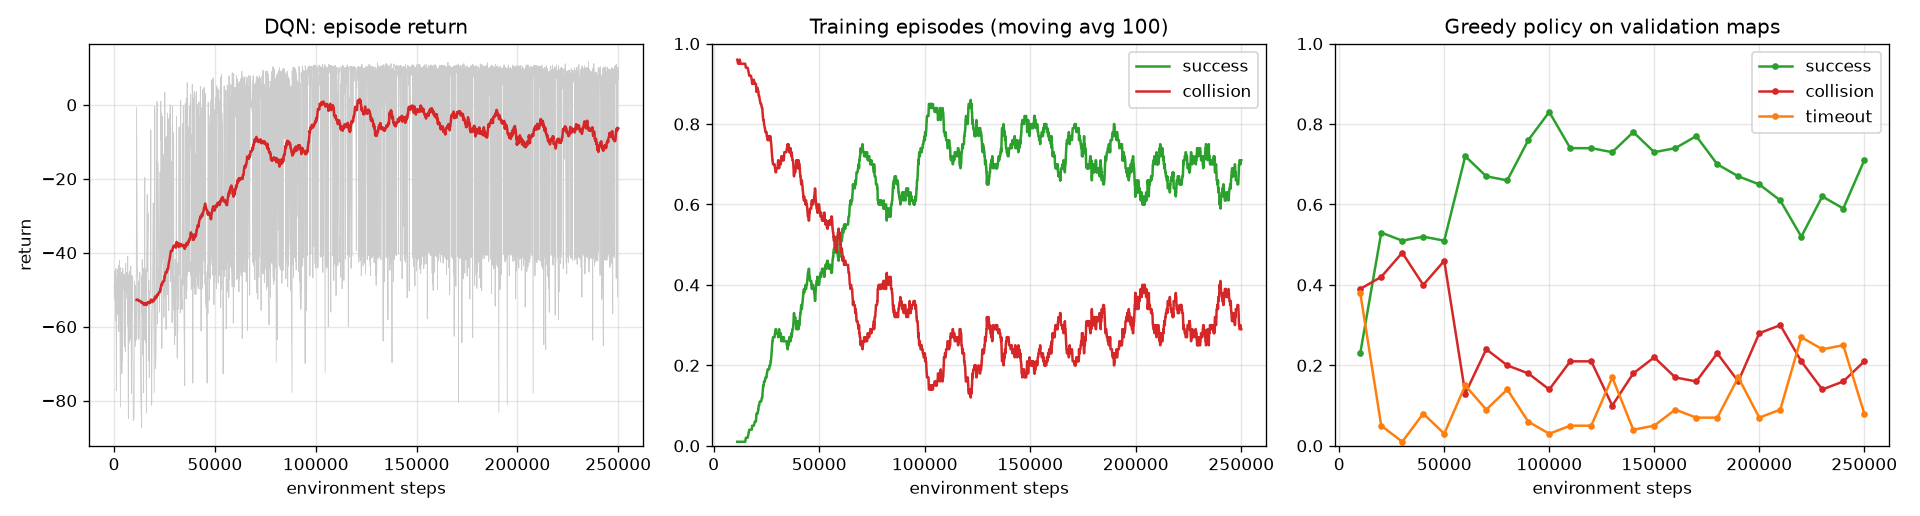 DQN: episode return
return
0
−20
−40
−60
−80
0 50000 100000 150000 200000 250000
environment steps
Training episodes (moving avg 100)
success
collision
1.0
0.8
0.6
0.4
0.2
0.0
0 50000 100000 150000 200000 250000
environment steps
Greedy policy on validation maps
success
collision
timeout
1.0
0.8
0.6
0.4
0.2
0.0
0 50000 100000 150000 200000 250000
environment steps